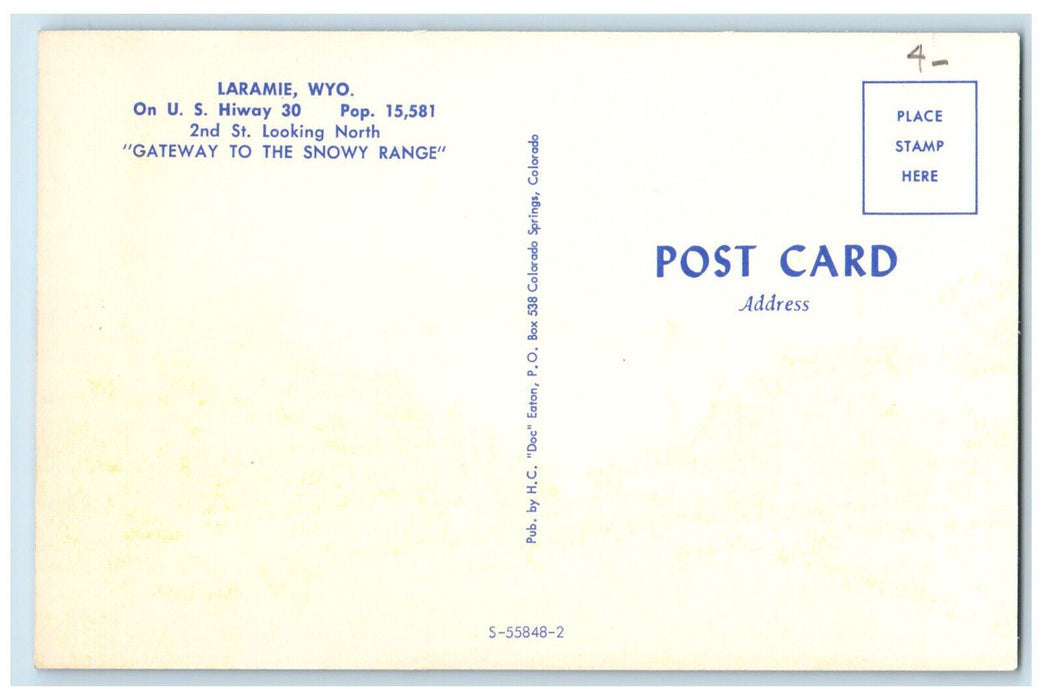 LARAMIE, WYO.
On U. S. Hiway 30 Pop. 15,581
2nd St. Looking North
"GATEWAY TO THE SNOWY RANGE"
Pub. by H.C. "Doc" Eaton, P.O. Box 538 Colorado Springs, Colorado
4-
PLACE
STAMP
HERE
POST CARD
Address
S-55848-2